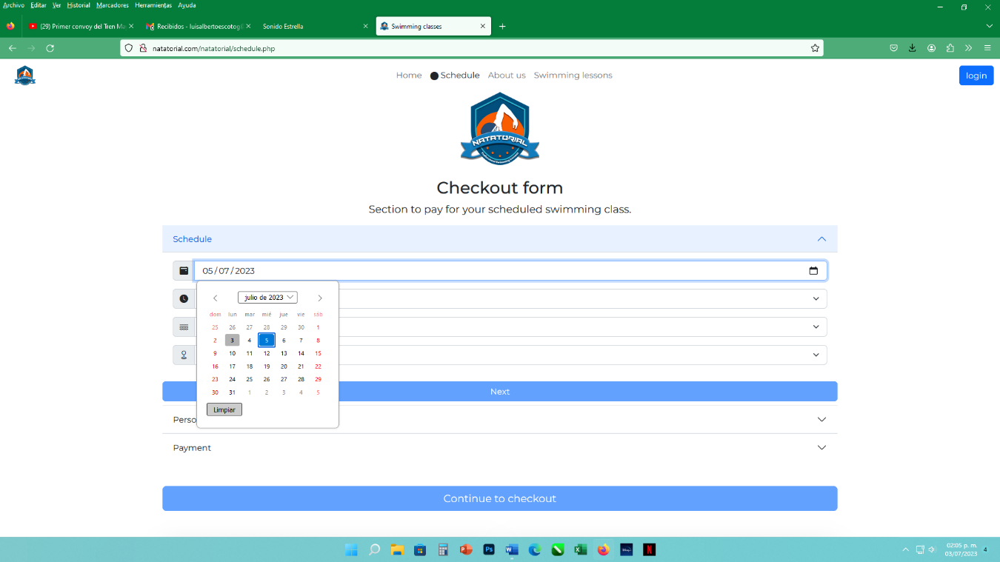 Archivo Editar Ver Historial Marcadores Herramientas Ayuda
(29) Primer convoy del Tren Ma
Recibidos - luisalbertoescotog@
Sonido Estrella
Swimming classes
natatorial.com/natatorial/schedule.php
Home Schedule About us Swimming lessons
login
NATATORIAL
Checkout form
Section to pay for your scheduled swimming class.
Schedule
05/07/2023
julio de 2023
dom lun mar mié jue vie sáb
25 26 27 28 29 30 1
2 3 4 5 6 7 8
9 10 11 12 13 14 15
16 17 18 19 20 21 22
23 24 25 26 27 28 29
30 31 1 2 3 4 5
Limpiar
Next
Perso
Payment
Continue to checkout
02:05 p. m.
03/07/2023
4